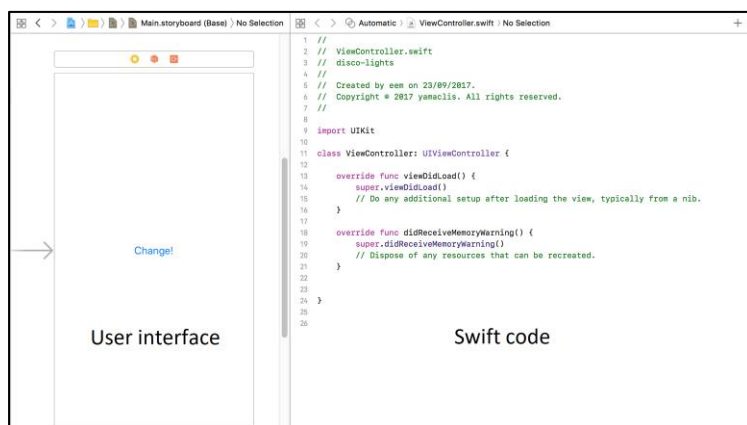 Main.storyboard (Base) 〉 No Selection
Automatic 〉 ViewController.swift 〉 No Selection
Change!
User interface
1 //
2 //  ViewController.swift
3 //  disco-lights
4 //
5 //  Created by eem on 23/09/2017.
6 //  Copyright © 2017 yamaclis. All rights reserved.
7 //
8
9 import UIKit
10
11 class ViewController: UIViewController {
12
13     override func viewDidLoad() {
14         super.viewDidLoad()
15         // Do any additional setup after loading the view, typically from a nib.
16     }
17
18     override func didReceiveMemoryWarning() {
19         super.didReceiveMemoryWarning()
20         // Dispose of any resources that can be recreated.
21     }
22
23
24 }
25
26
Swift code